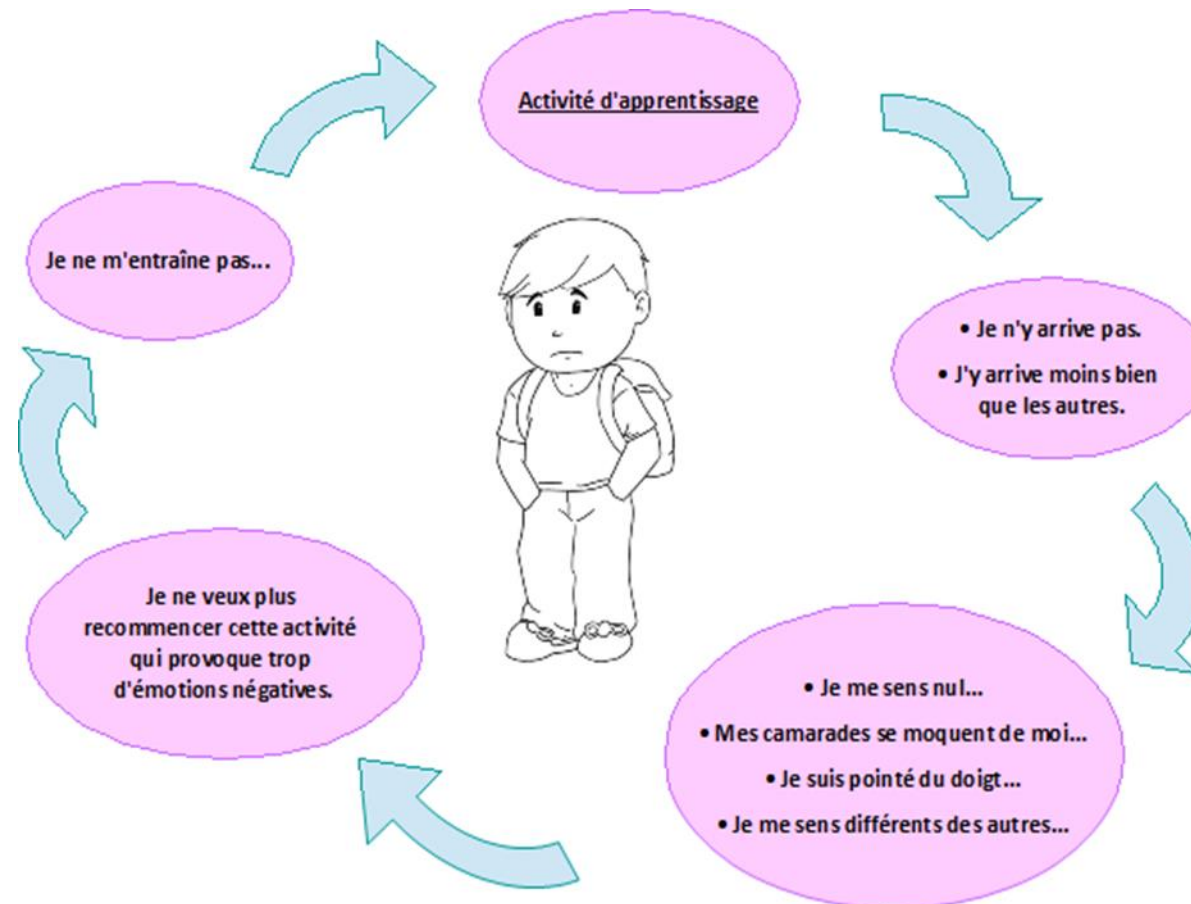 Activité d'apprentissage
• Je n'y arrive pas.
• J'y arrive moins bien
que les autres.
• Je me sens nul...
• Mes camarades se moquent de moi...
• Je suis pointé du doigt...
• Je me sens différents des autres...
Je ne veux plus
recommencer cette activité
qui provoque trop
d'émotions négatives.
Je ne m'entraîne pas...